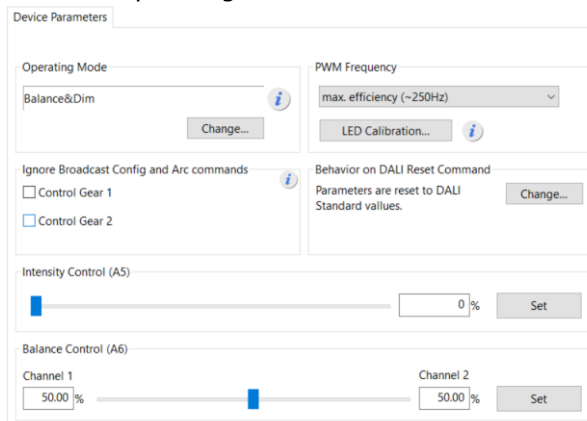 Device Parameters
Operating Mode
Balance&Dim
i
Change...
PWM Frequency
max. efficiency (~250Hz)
LED Calibration...
i
Ignore Broadcast Config and Arc commands
i
Control Gear 1
Control Gear 2
Behavior on DALI Reset Command
Parameters are reset to DALI
Standard vallues.
Change...
Intensity Control (A5)
0 %
Set
Balance Control (A6)
Channel 1
50.00 %
Channel 2
50.00 %
Set